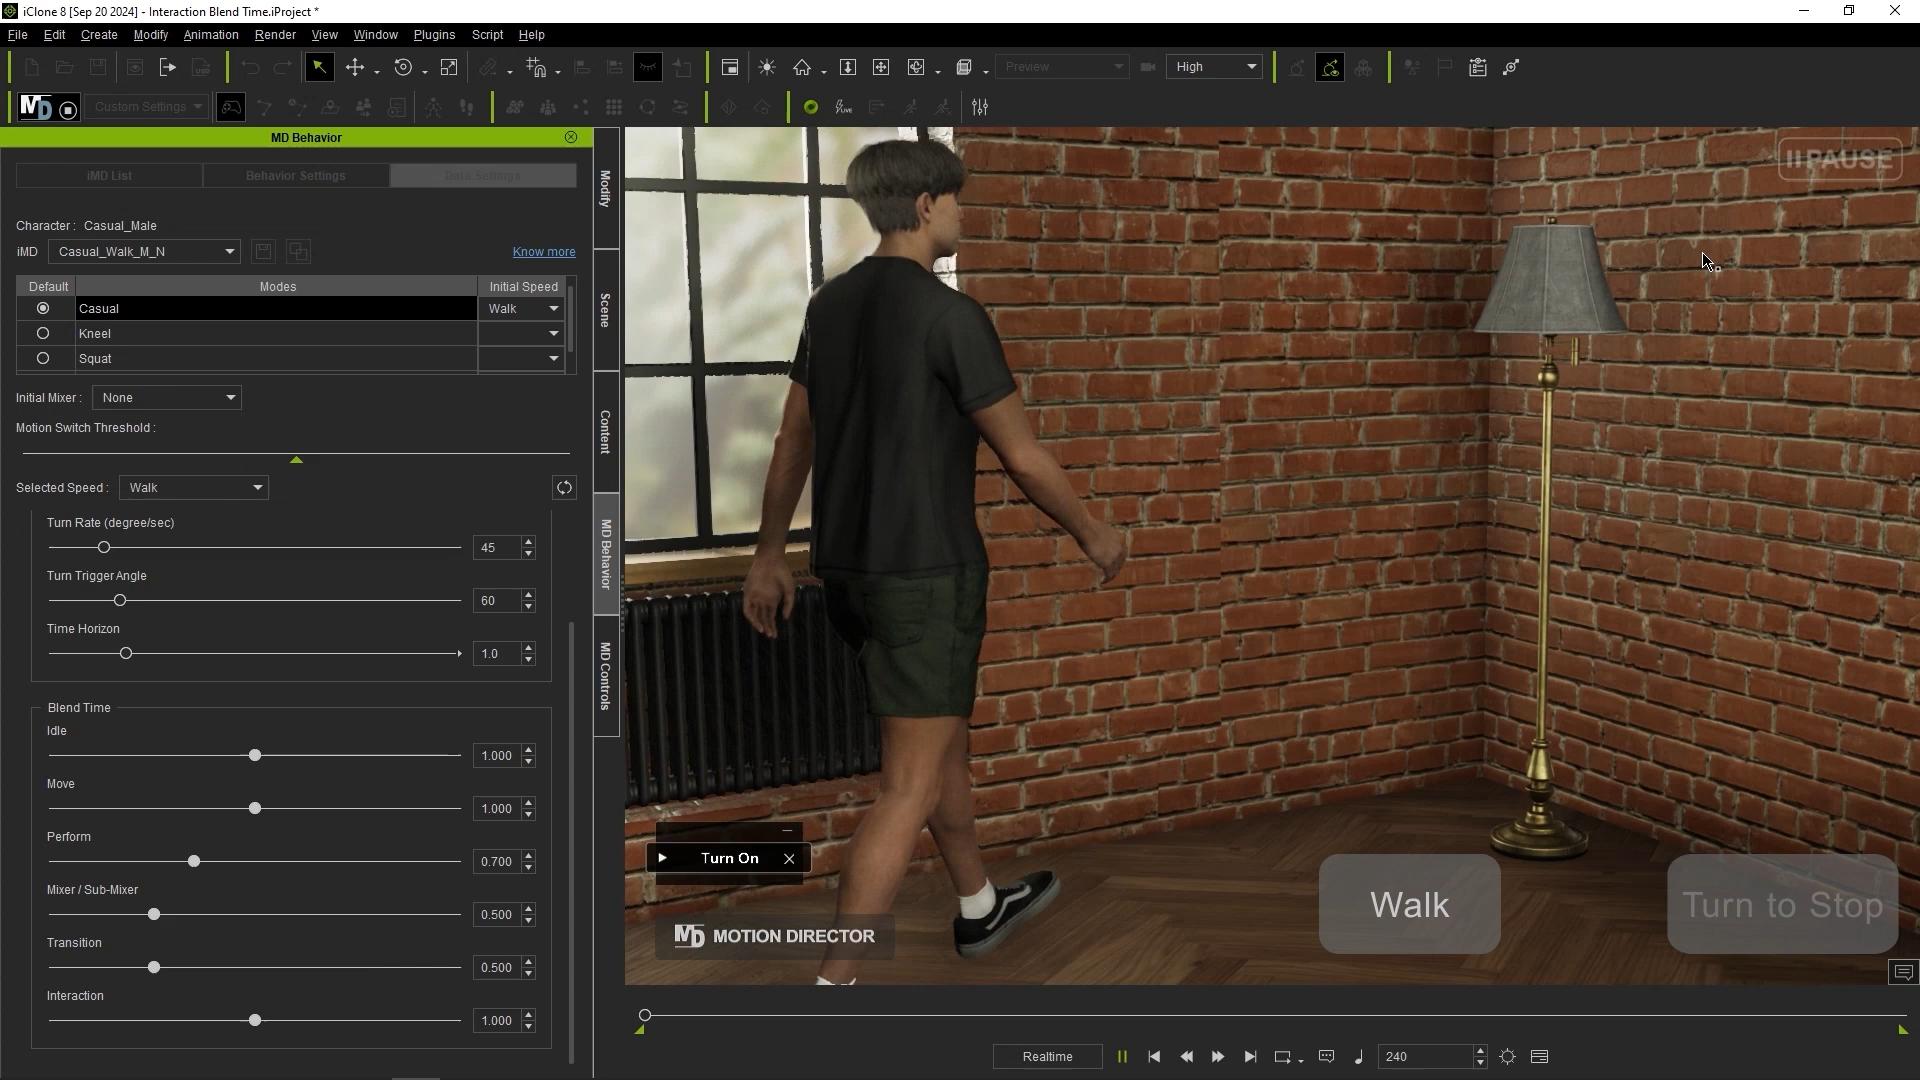 iClone 8 [Sep 20 2024] - Interaction Blend Time.iProject *
File Edit Create Modify Animation Render View Window Plugins Script Help
Preview
High
MD
Custom Settings
LIVE
MD Behavior
iMD List Behavior Settings Data Settings
Character : Casual_Male
iMD Casual_Walk_M_N Know more
Default Modes Initial Speed
Casual Walk
Kneel
Squat
Initial Mixer : None
Motion Switch Threshold :
Selected Speed : Walk
Turn Rate (degree/sec)
45
Turn Trigger Angle
60
Time Horizon
1.0
Blend Time
Idle
1.000
Move
1.000
Perform
0.700
Mixer / Sub-Mixer
0.500
Transition
0.500
Interaction
1.000
Modify
Scene
Content
MD Behavior
MD Controls
PAUSE
Turn On
MD MOTION DIRECTOR
Walk
Turn to Stop
Realtime
240